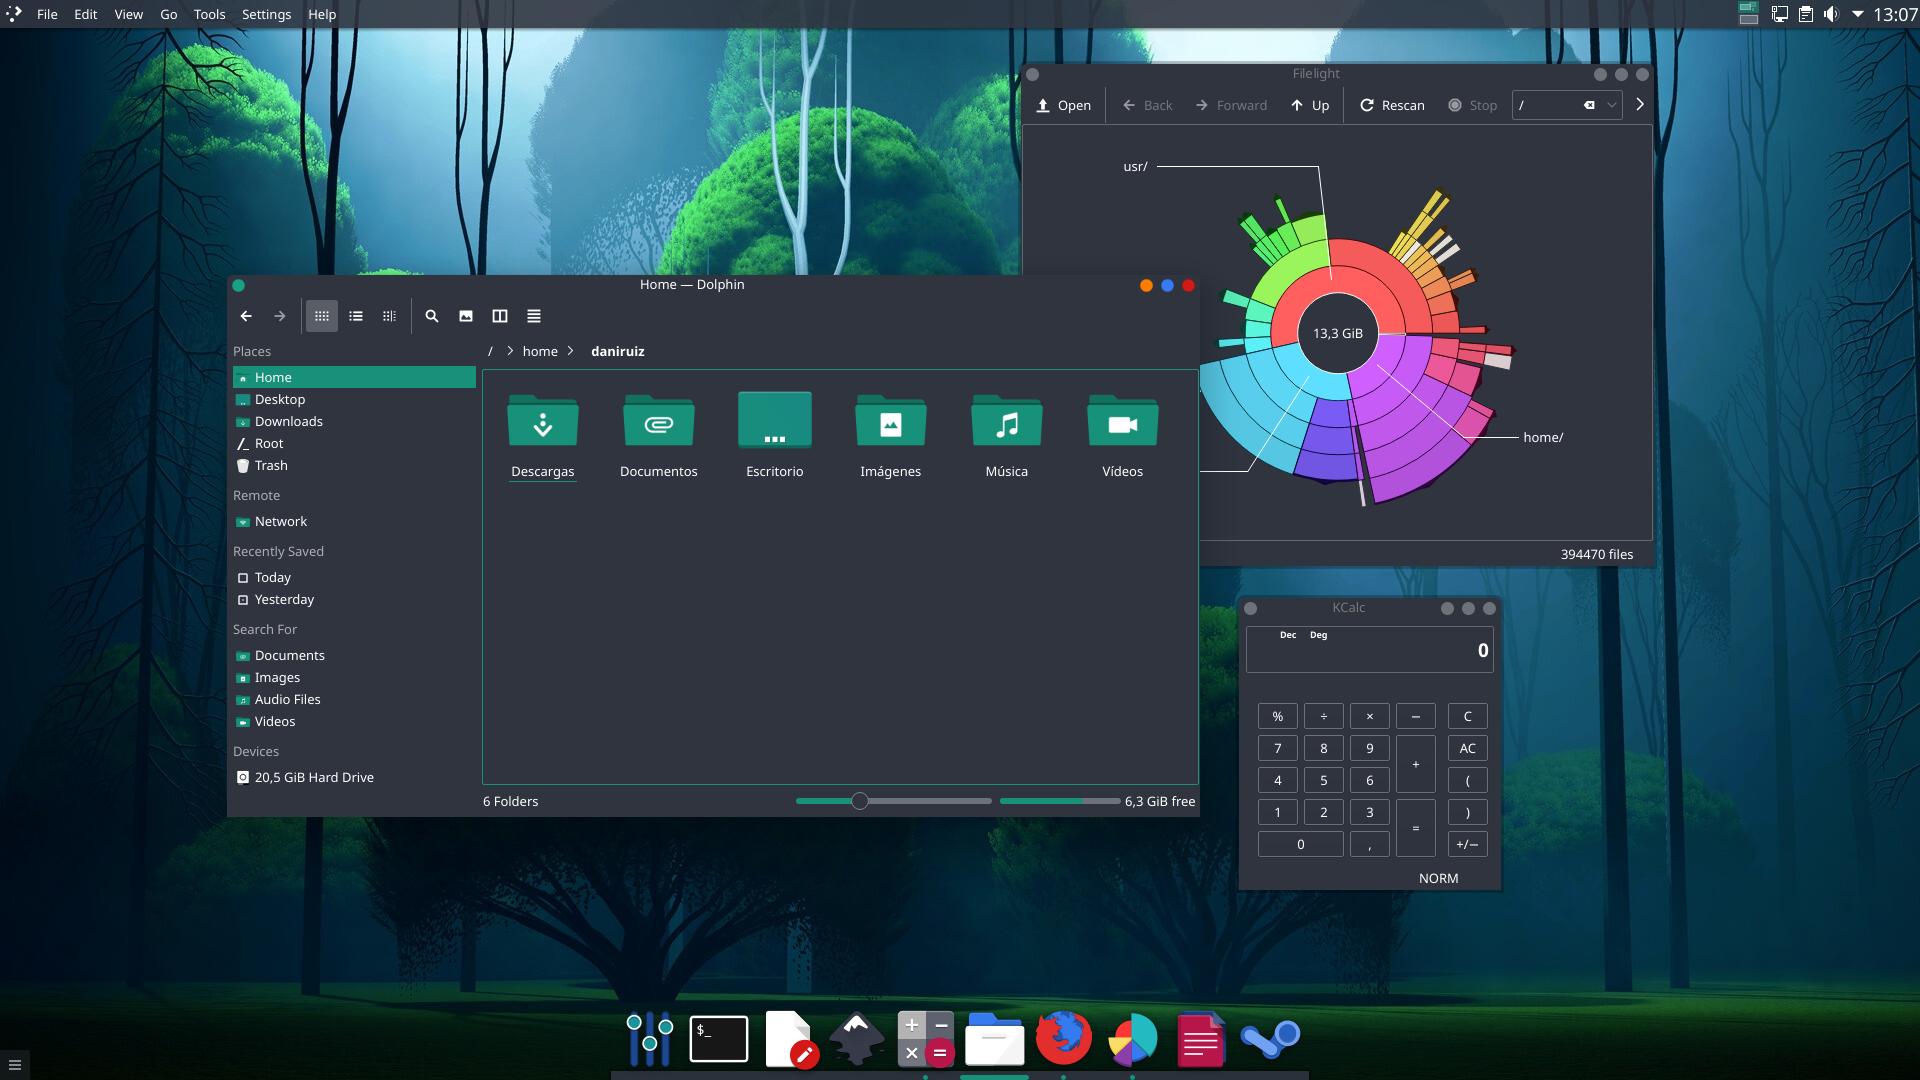 File Edit View Go Tools Settings Help 13:07
Filelight
Open Back Forward Up Rescan Stop /
usr/
13,3 GiB
home/
394470 files
Home — Dolphin
/ > home > daniruiz
Places
Home
Desktop
Downloads
Root
Trash
Remote
Network
Recently Saved
Today
Yesterday
Search For
Documents
Images
Audio Files
Videos
Devices
20,5 GiB Hard Drive
Descargas Documentos Escritorio Imágenes Música Vídeos
6 Folders 6,3 GiB free
KCalc
Dec Deg
0
% ÷ × − C
7 8 9 + AC
4 5 6 (
1 2 3 = )
0 , +/−
NORM
$_
+ −
× =